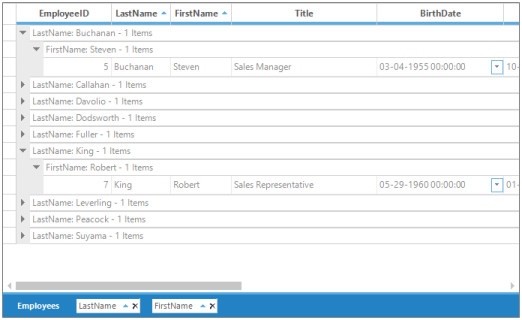 EmployeeID LastName FirstName Title BirthDate
LastName: Buchanan - 1 Items
FirstName: Steven - 1 Items
5 Buchanan Steven Sales Manager 03-04-1955 00:00:00 10-
LastName: Callahan - 1 Items
LastName: Davolio - 1 Items
LastName: Dodsworth - 1 Items
LastName: Fuller - 1 Items
LastName: King - 1 Items
FirstName: Robert - 1 Items
7 King Robert Sales Representative 05-29-1960 00:00:00 01-
LastName: Leverling - 1 Items
LastName: Peacock - 1 Items
LastName: Suyama - 1 Items
Employees LastName FirstName